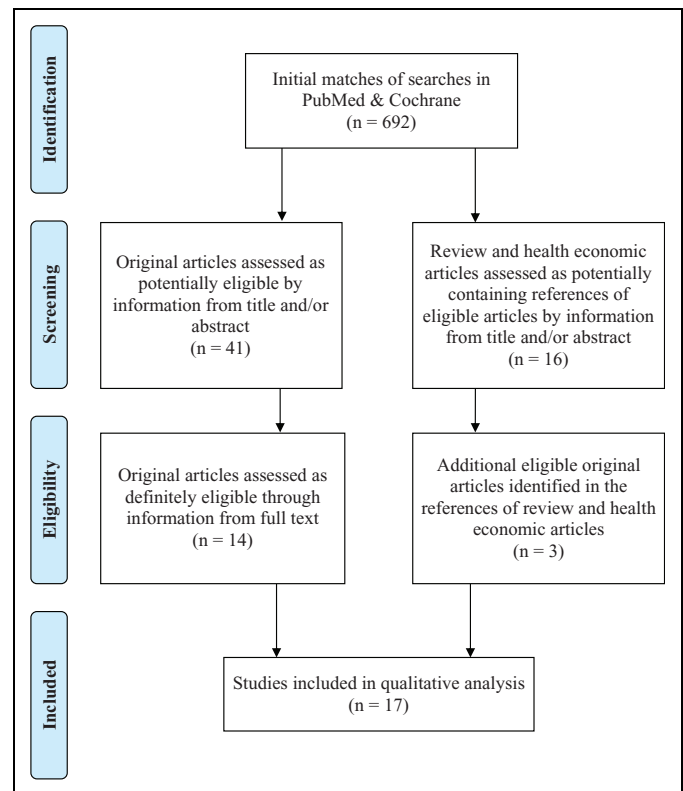 Identification
Initial matches of searches in
PubMed & Cochrane
(n = 692)
Screening
Original articles assessed as
potentially eligible by
information from title and/or
abstract
(n = 41)
Review and health economic
articles assessed as potentially
containing references of
eligible articles by information
from title and/or abstract
(n = 16)
Eligibility
Original articles assessed as
definitely eligible through
information from full text
(n = 14)
Additional eligible original
articles identified in the
references of review and health
economic articles
(n = 3)
Included
Studies included in qualitative analysis
(n = 17)